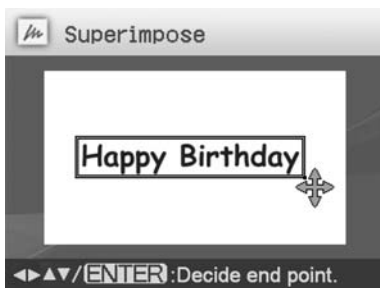 Superimpose
Happy Birthday
◄►▲▼/ENTER:Decide end point.